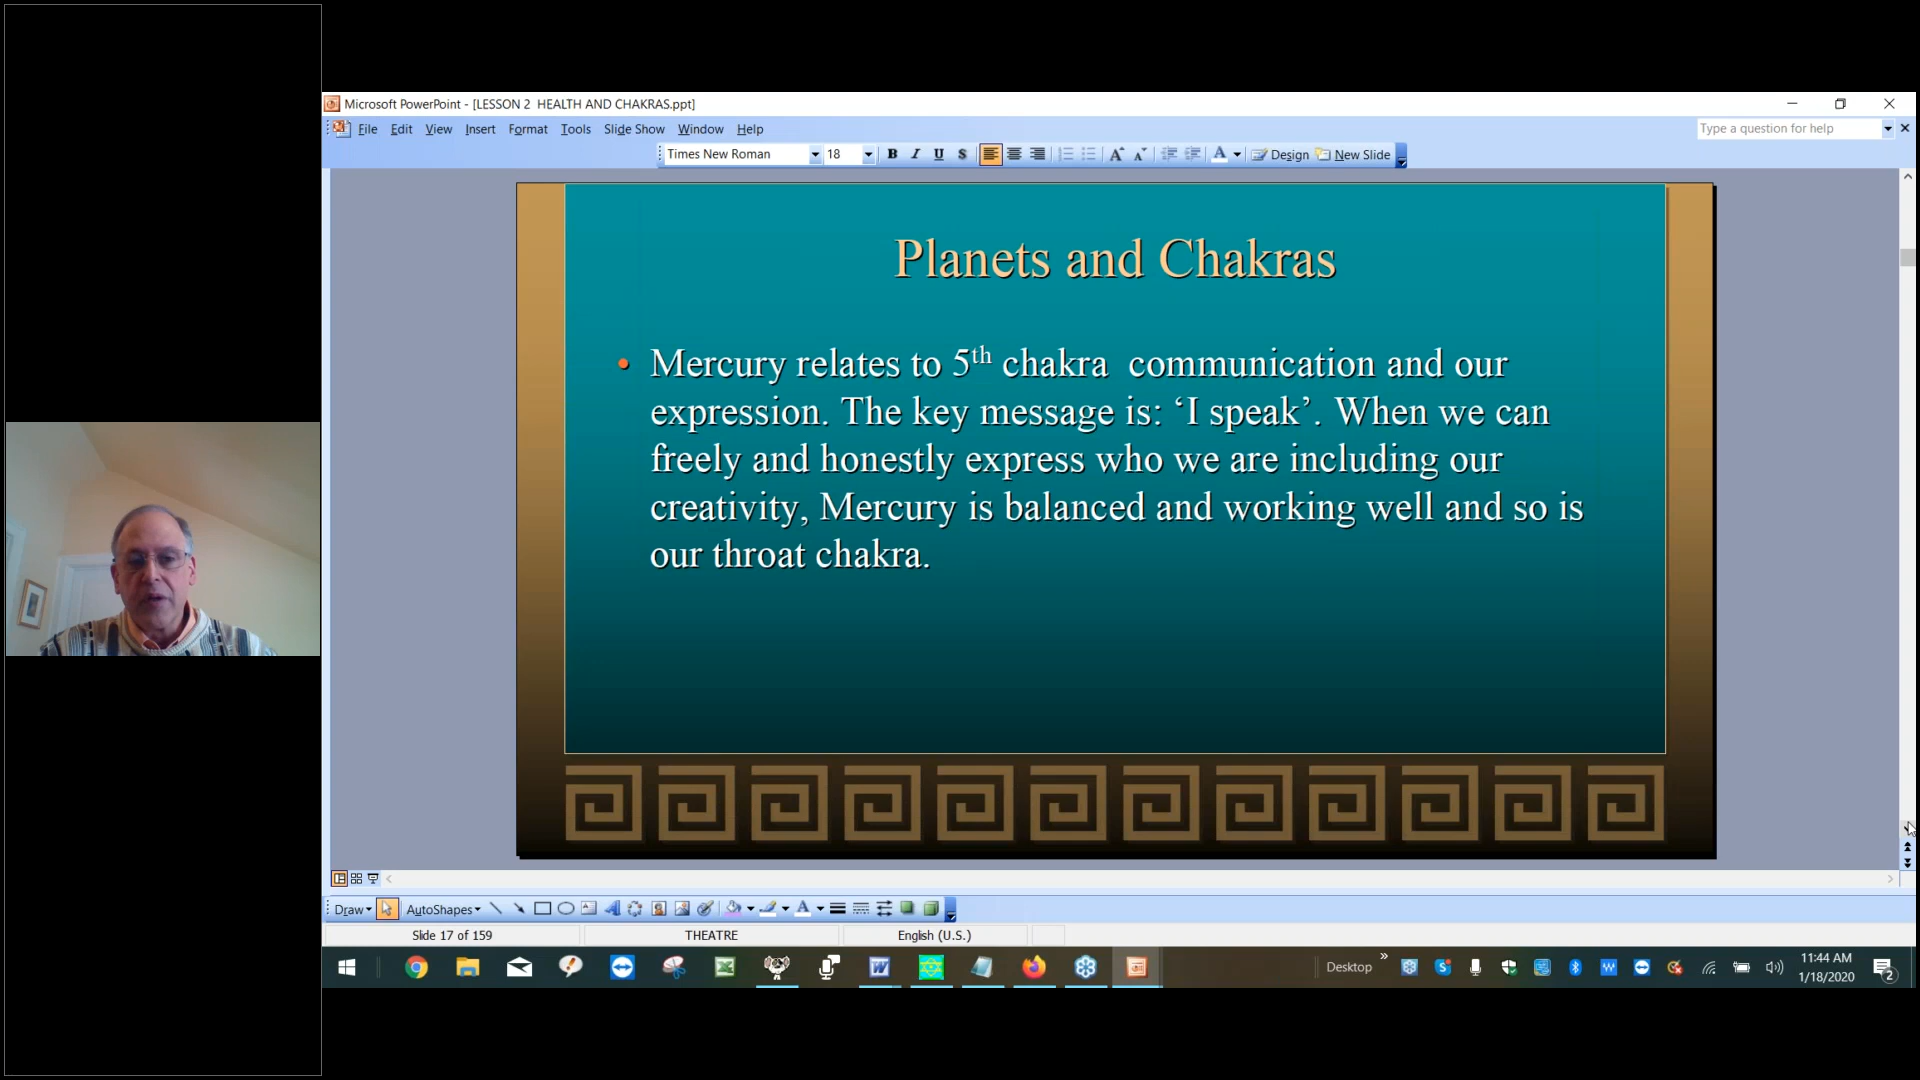 Microsoft PowerPoint - [LESSON 2  HEALTH AND CHAKRAS.ppt]
File Edit View Insert Format Tools Slide Show Window Help
Type a question for help
Times New Roman 18 B I U S A A A Design New Slide
Planets and Chakras
• Mercury relates to 5th chakra  communication and our
expression. The key message is: ‘I speak’. When we can
freely and honestly express who we are including our
creativity, Mercury is balanced and working well and so is
our throat chakra.
Draw AutoShapes A
Slide 17 of 159 THEATRE English (U.S.)
Desktop » 11:44 AM
1/18/2020
2